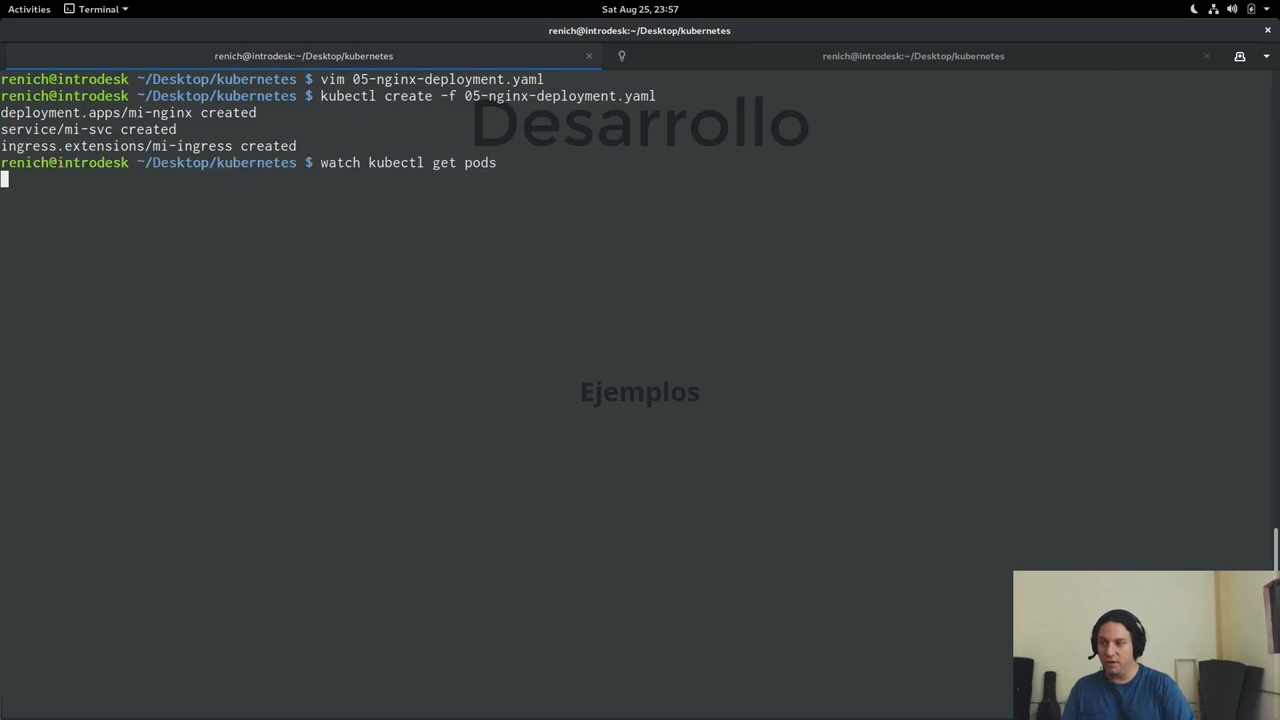 Activities Terminal Sat Aug 25, 23:57
renich@introdesk:~/Desktop/kubernetes
renich@introdesk:~/Desktop/kubernetes renich@introdesk:~/Desktop/kubernetes
renich@introdesk ~/Desktop/kubernetes $ vim 05-nginx-deployment.yaml
renich@introdesk ~/Desktop/kubernetes $ kubectl create -f 05-nginx-deployment.yaml
deployment.apps/mi-nginx created
Desarrollo
service/mi-svc created
ingress.extensions/mi-ingress created
renich@introdesk ~/Desktop/kubernetes $ watch kubectl get pods
Ejemplos